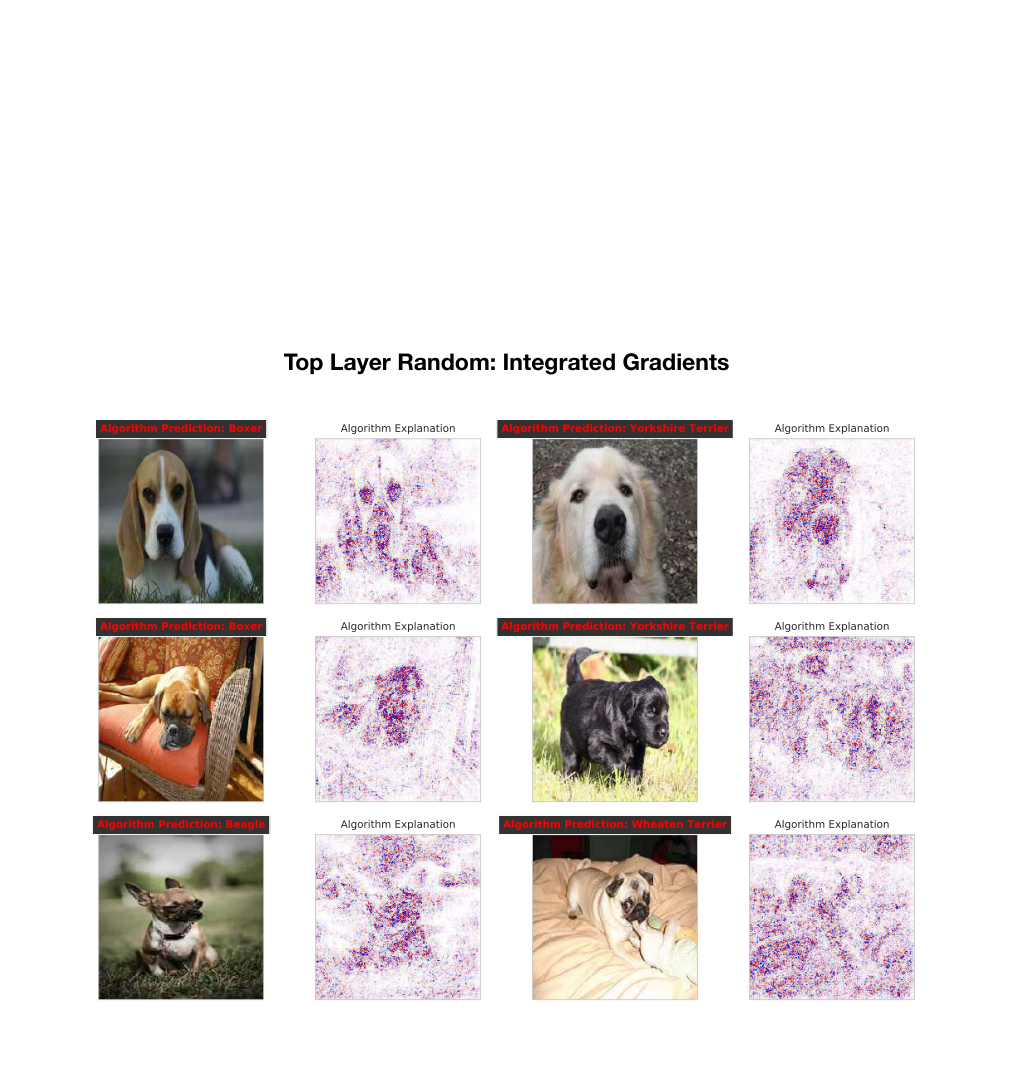 Top Layer Random: Integrated Gradients
Algorithm Prediction: Boxer
Algorithm Explanation
Algorithm Prediction: Yorkshire Terrier
Algorithm Explanation
Algorithm Prediction: Boxer
Algorithm Explanation
Algorithm Prediction: Yorkshire Terrier
Algorithm Explanation
Algorithm Prediction: Beagle
Algorithm Explanation
Algorithm Prediction: Wheaten Terrier
Algorithm Explanation